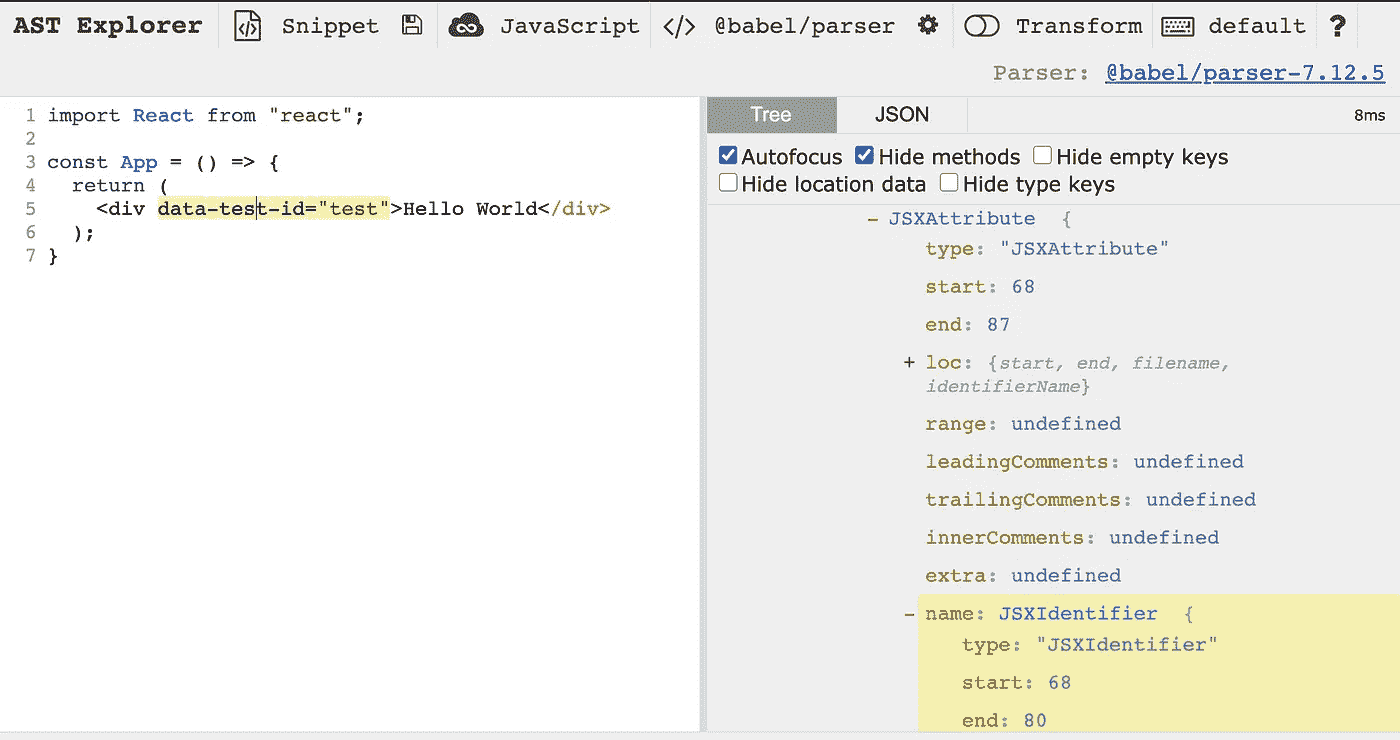 AST Explorer Snippet JavaScript </> @babel/parser Transform default ?
Parser: @babel/parser-7.12.5
1 import React from "react";
2
3 const App = () => {
4 return (
5 <div data-test-id="test">Hello World</div>
6 );
7 }
Tree JSON 8ms
Autofocus Hide methods Hide empty keys
Hide location data Hide type keys
- JSXAttribute {
type: "JSXAttribute"
start: 68
end: 87
+ loc: {start, end, filename,
identifierName}
range: undefined
leadingComments: undefined
trailingComments: undefined
innerComments: undefined
extra: undefined
- name: JSXIdentifier {
type: "JSXIdentifier"
start: 68
end: 80